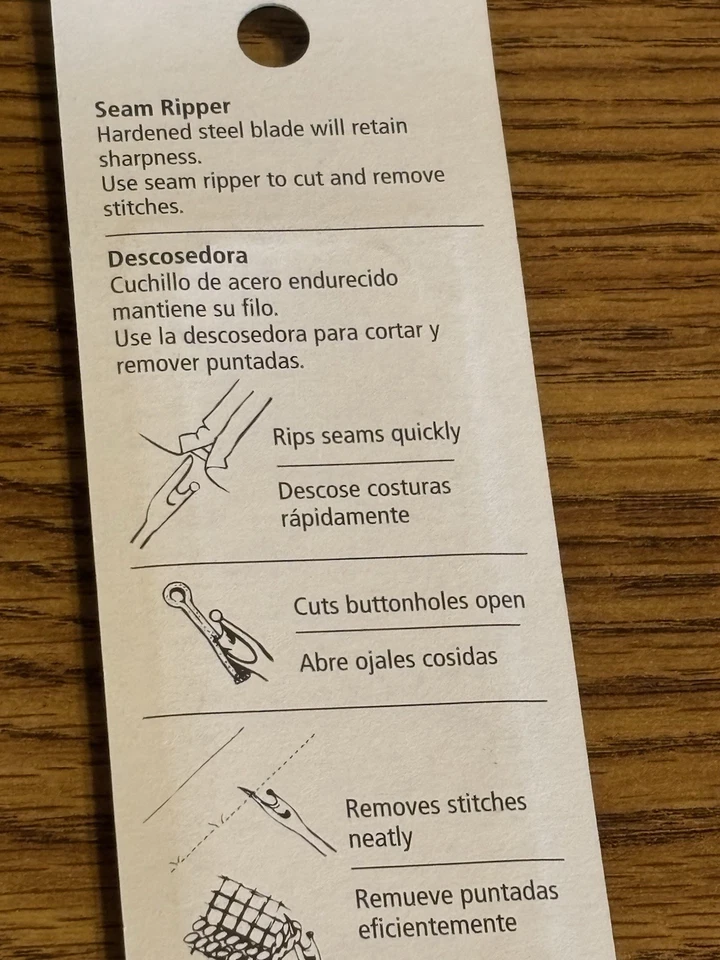 Seam Ripper
Hardened steel blade will retain
sharpness.
Use seam ripper to cut and remove
stitches.
Descosedora
Cuchillo de acero endurecido
mantiene su filo.
Use la descosedora para cortar y
remover puntadas.
Rips seams quickly
Descose costuras
rápidamente
Cuts buttonholes open
Abre ojales cosidas
Removes stitches
neatly
Remueve puntadas
eficientemente